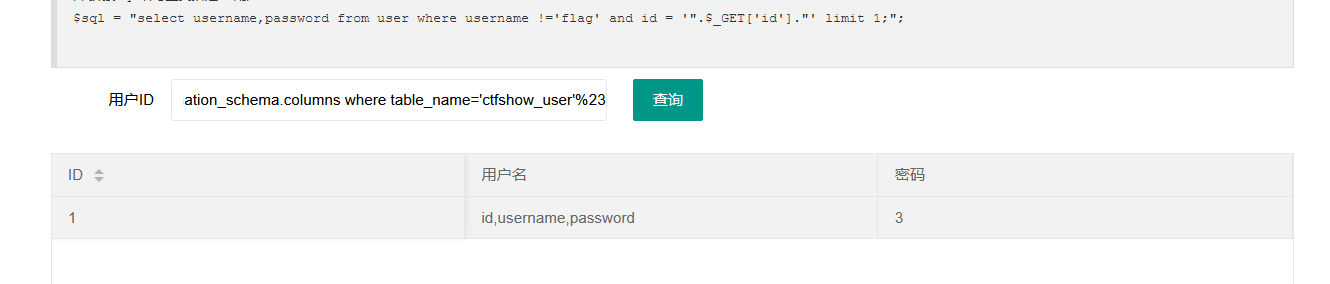 $sql = "select username,password from user where username !='flag' and id = '".$_GET['id']."' limit 1;";
用户ID
ation_schema.columns where table_name='ctfshow_user'%23
查询
ID
用户名
密码
1
id,username,password
3